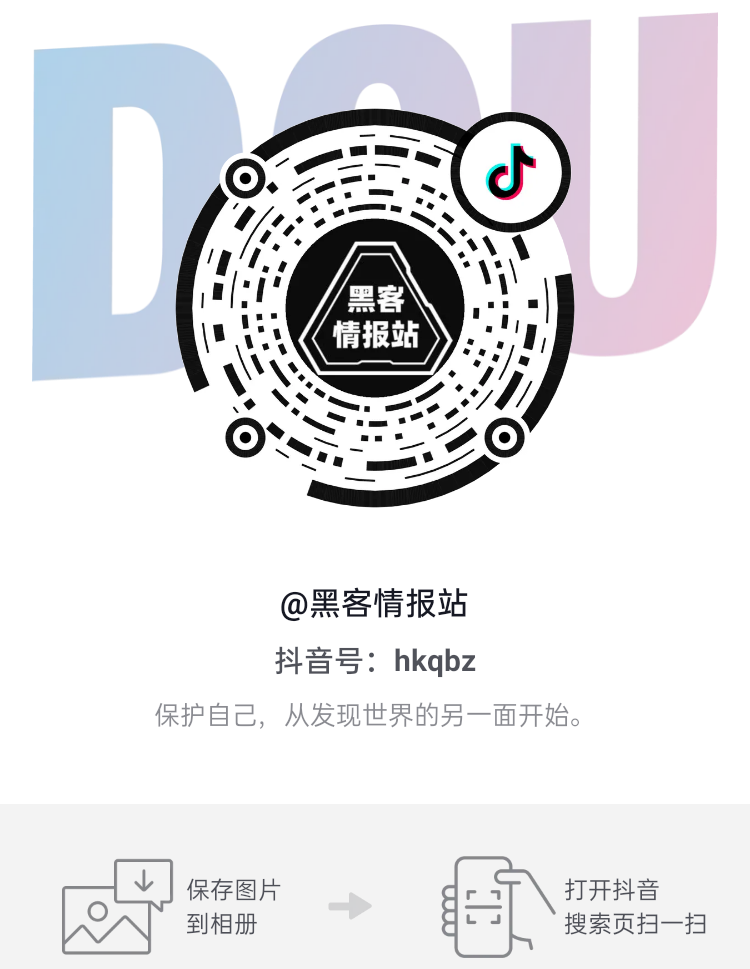 DOU
黑客
情报站
@黑客情报站
抖音号：hkqbz
保护自己，从发现世界的另一面开始。
保存图片
到相册
打开抖音
搜索页扫一扫